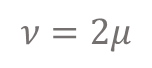 ν = 2μ